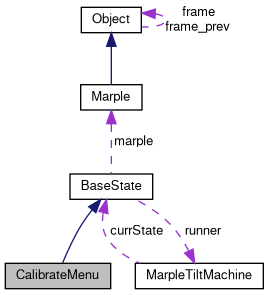 Object
frame
frame_prev
Marple
marple
BaseState
currState
runner
CalibrateMenu
MarpleTiltMachine